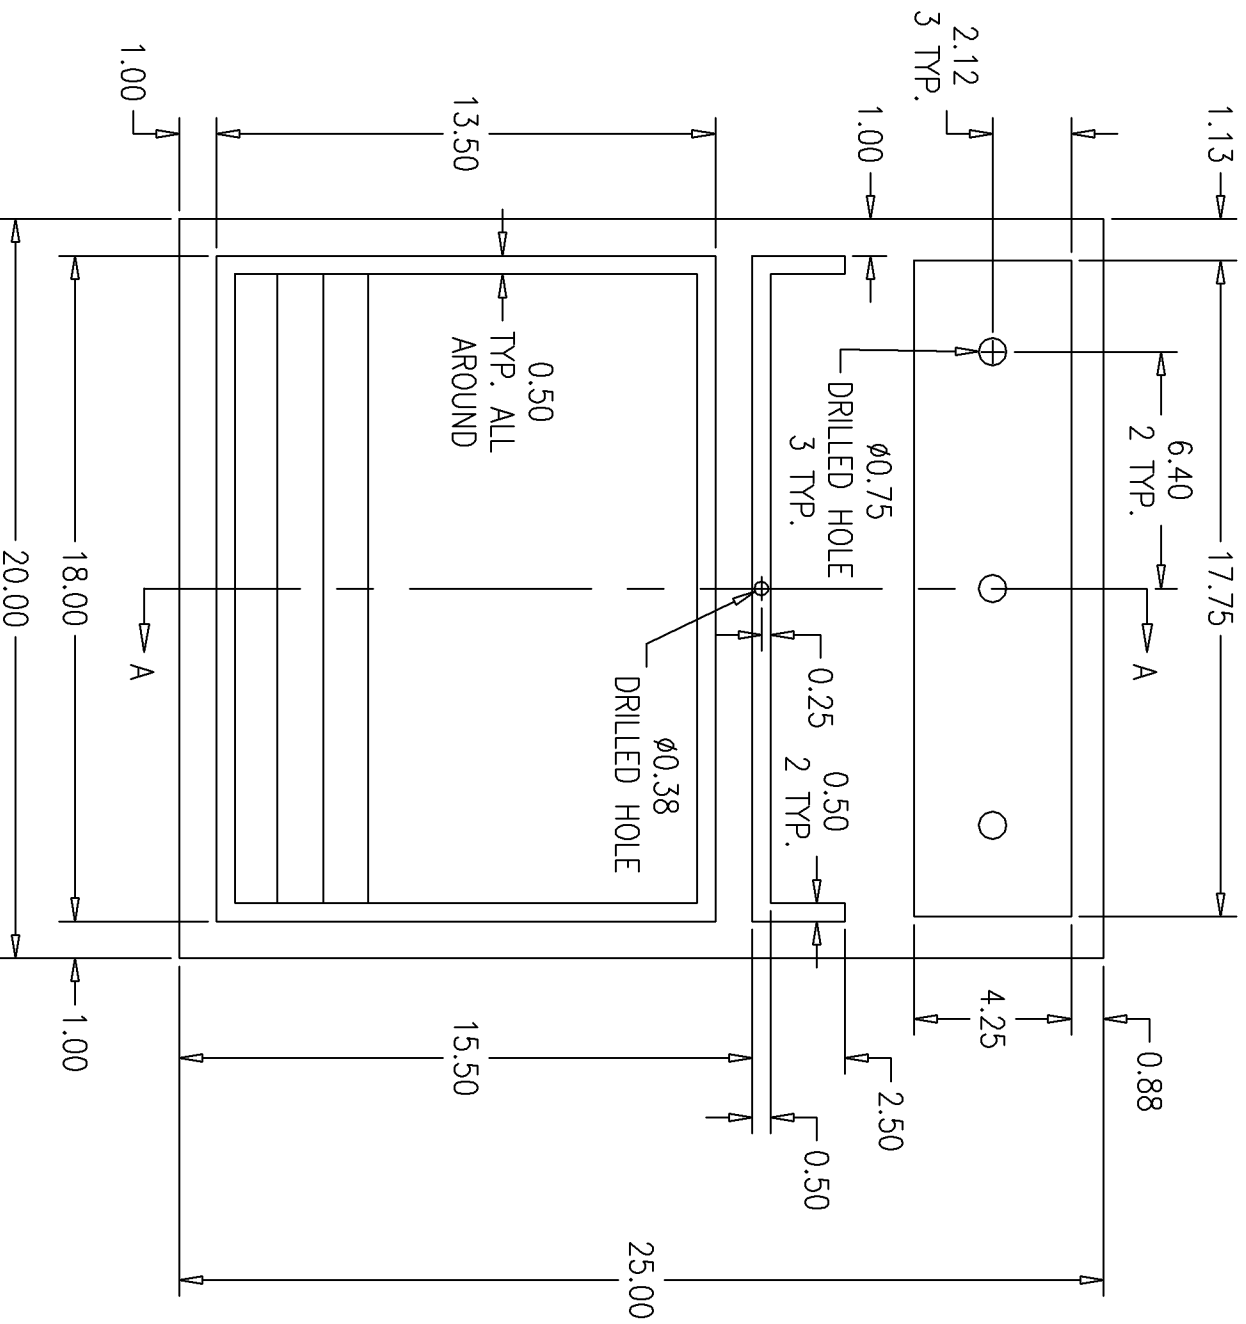 1.13
17.75
6.40
2 TYP.
2.12
3 TYP.
A
0.88
4.25
1.00
Ø0.75
DRILLED HOLE
3 TYP.
0.25
0.50
2 TYP.
2.50
0.50
Ø0.38
DRILLED HOLE
25.00
0.50
TYP. ALL
AROUND
13.50
15.50
1.00
A
18.00
1.00
20.00